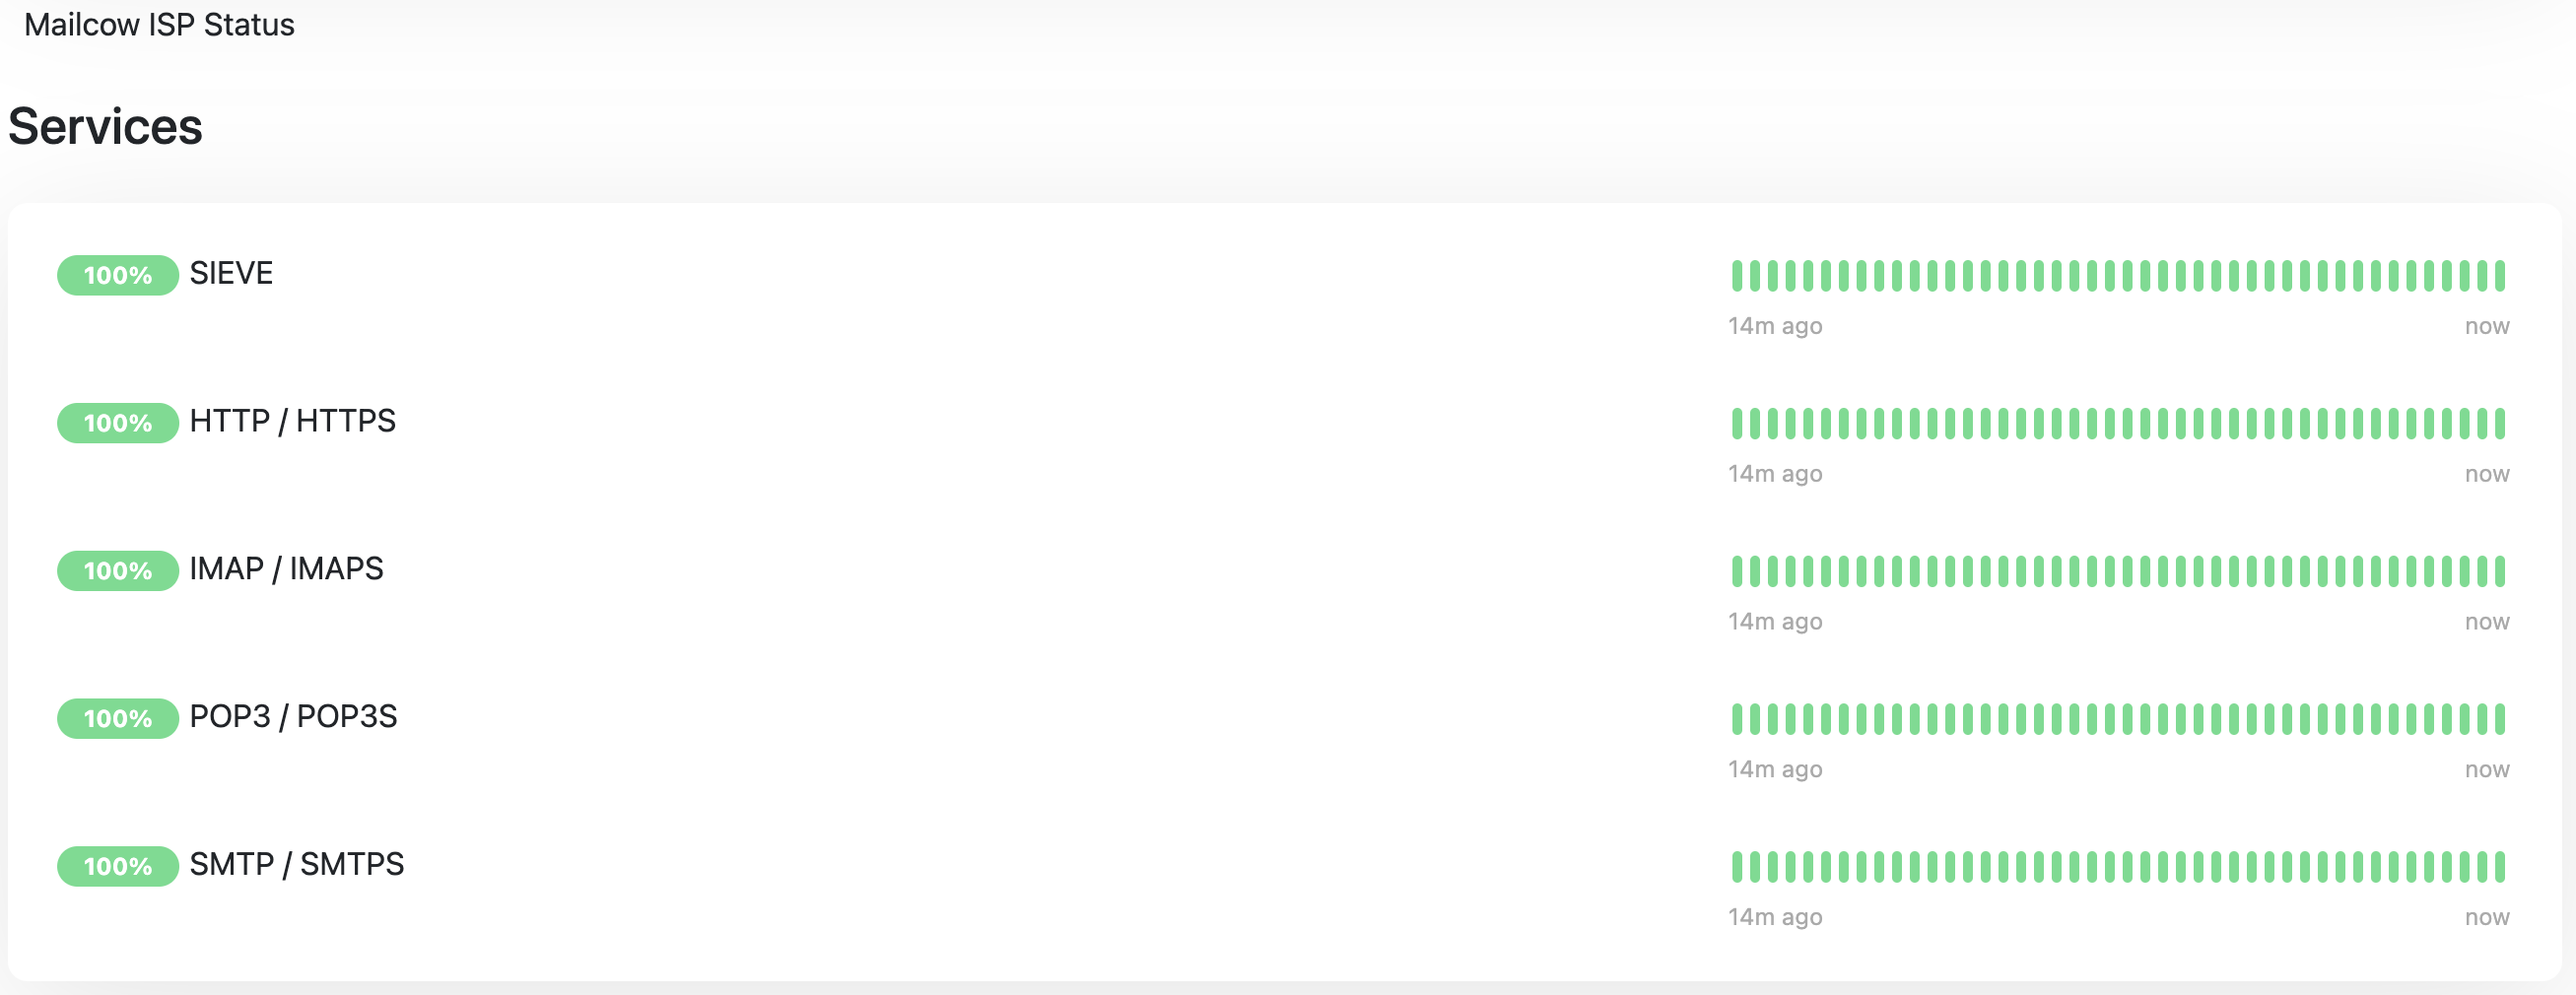 Mailcow ISP Status
Services
100% SIEVE
14m ago now
100% HTTP / HTTPS
14m ago now
100% IMAP / IMAPS
14m ago now
100% POP3 / POP3S
14m ago now
100% SMTP / SMTPS
14m ago now